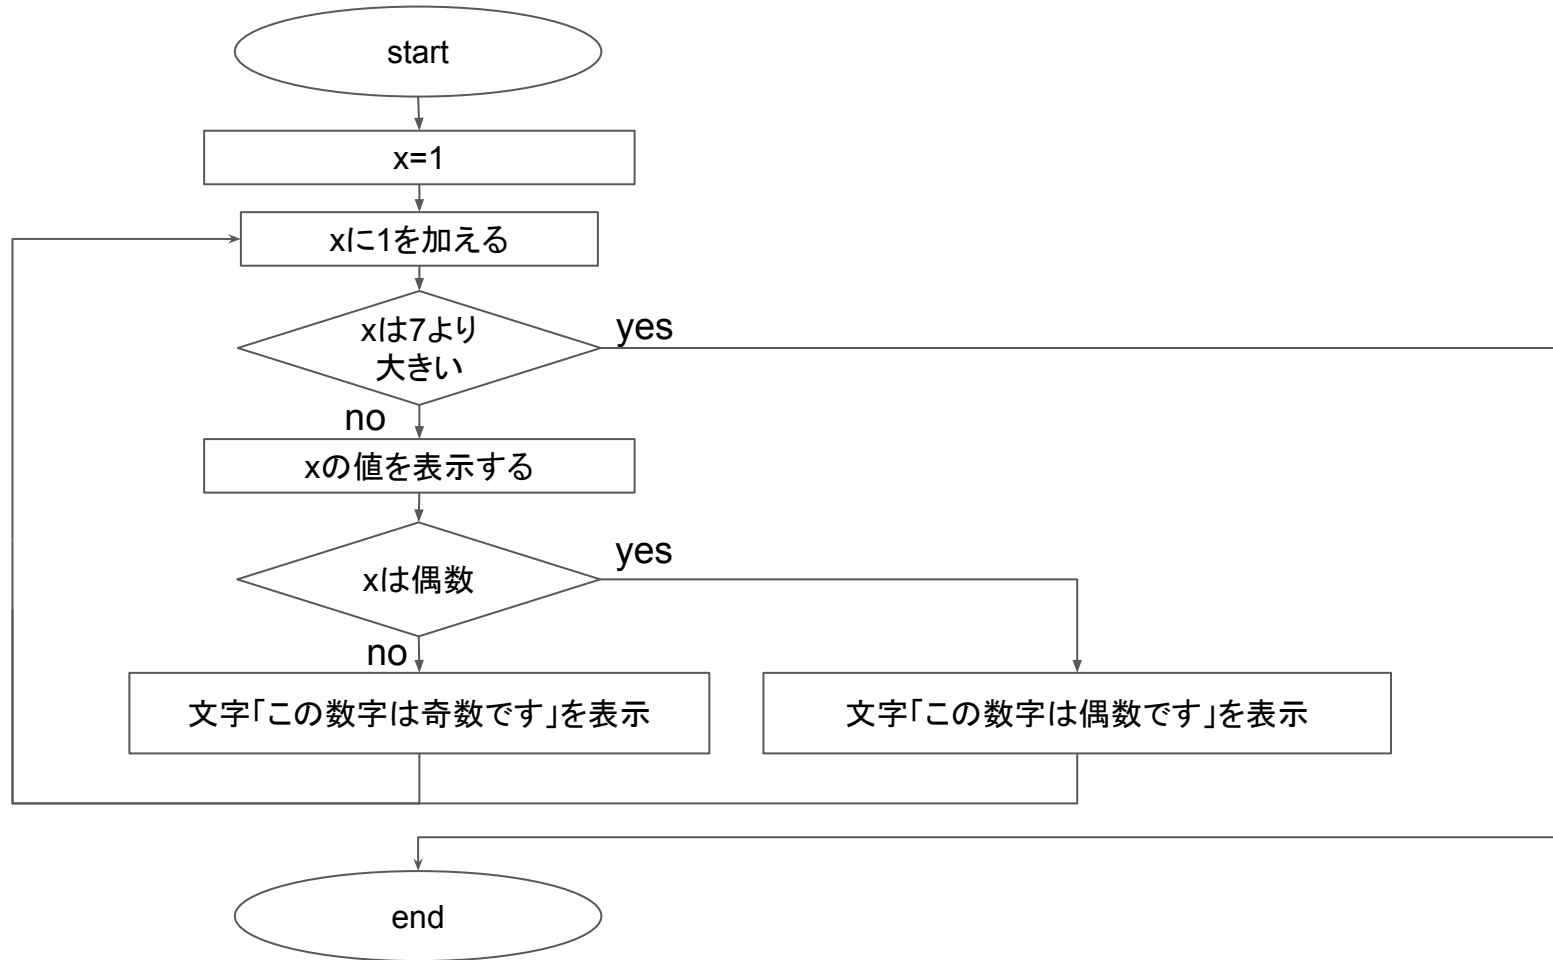 start
x=1
xに1を加える
xは7より
大きい
yes
no
xの値を表示する
xは偶数
yes
no
文字「この数字は奇数です」を表示
文字「この数字は偶数です」を表示
end